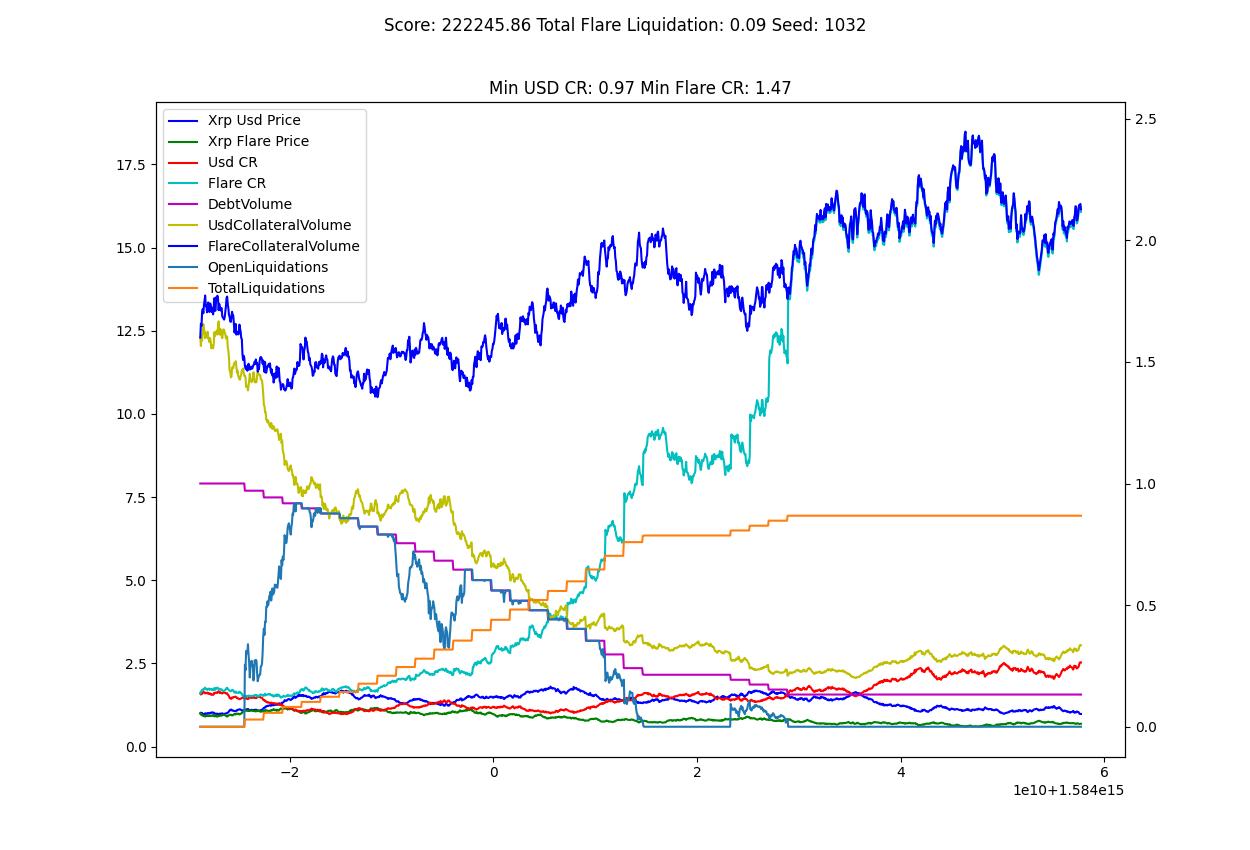 Score: 222245.86 Total Flare Liquidation: 0.09 Seed: 1032
Min USD CR: 0.97 Min Flare CR: 1.47
Xrp Usd Price
Xrp Flare Price
Usd CR
Flare CR
DebtVolume
UsdCollateralVolume
FlareCollateralVolume
OpenLiquidations
TotalLiquidations
17.5
15.0
12.5
10.0
7.5
5.0
2.5
0.0
2.5
2.0
1.5
1.0
0.5
0.0
−2
0
2
4
6
1e10+1.584e15